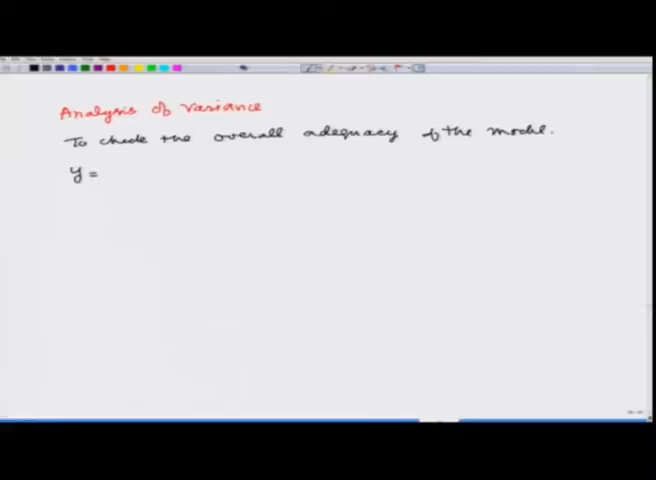 Analysis of variance
To check the overall adequacy of the model.
y =